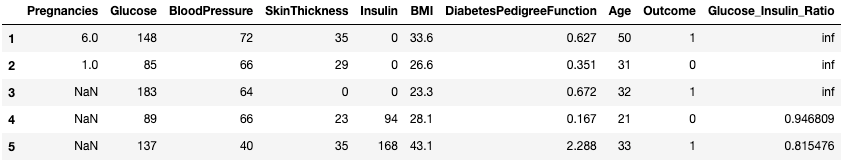 Pregnancies Glucose BloodPressure SkinThickness Insulin BMI DiabetesPedigreeFunction Age Outcome Glucose_Insulin_Ratio
1 6.0 148 72 35 0 33.6 0.627 50 1 inf
2 1.0 85 66 29 0 26.6 0.351 31 0 inf
3 NaN 183 64 0 0 23.3 0.672 32 1 inf
4 NaN 89 66 23 94 28.1 0.167 21 0 0.946809
5 NaN 137 40 35 168 43.1 2.288 33 1 0.815476